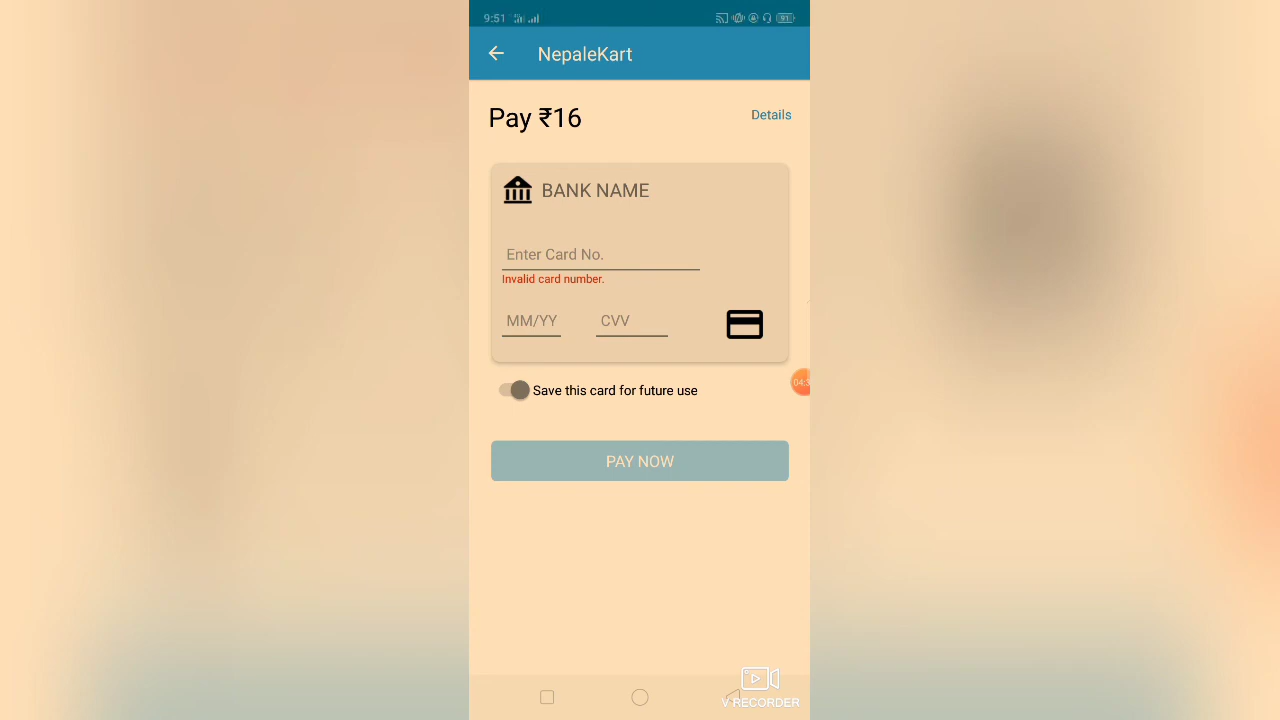 9:51
91
NepaleKart
Pay ₹16
Details
BANK NAME
Enter Card No.
Invalid card number.
MM/YY
CVV
Save this card for future use
PAY NOW
V RECORDER